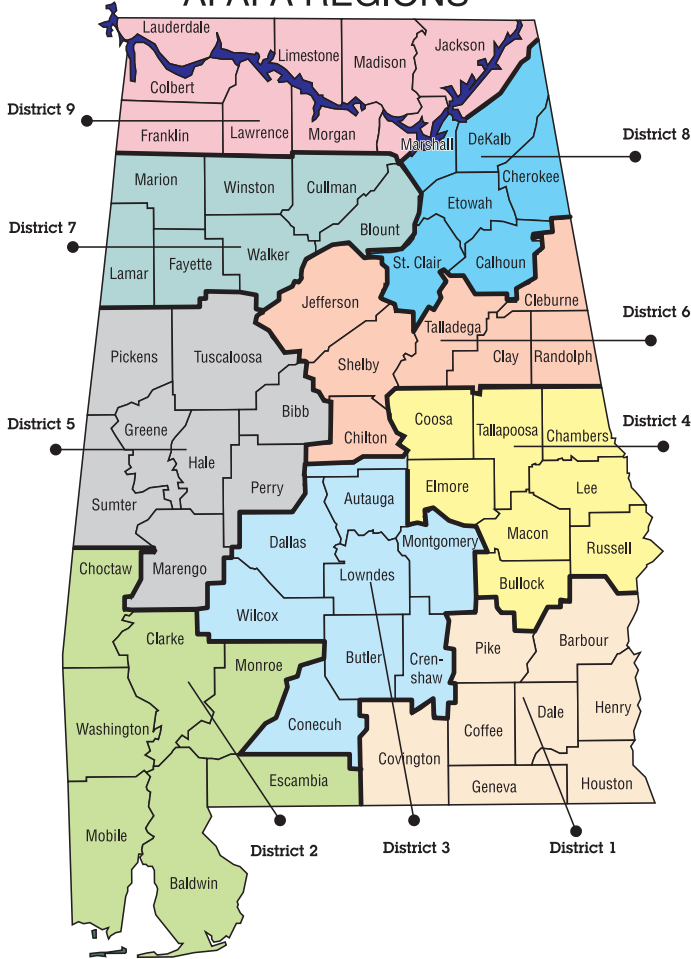 APAPA REGIONS
Lauderdale
Limestone
Madison
Jackson
Colbert
District 9
Franklin
Lawrence
Morgan
Marshall
DeKalb
District 8
Cherokee
Marion
Winston
Cullman
Etowah
Blount
District 7
Walker
Lamar
Fayette
St. Clair
Calhoun
Cleburne
Jefferson
Talladega
District 6
Pickens
Tuscaloosa
Shelby
Clay
Randolph
Bibb
District 5
Greene
Chilton
Coosa
Tallapoosa
Chambers
District 4
Hale
Perry
Elmore
Lee
Sumter
Autauga
Macon
Dallas
Montgomery
Russell
Choctaw
Marengo
Lowndes
Bullock
Wilcox
Clarke
Monroe
Butler
Cren-
shaw
Pike
Barbour
Washington
Conecuh
Coffee
Dale
Henry
Covington
Escambia
Geneva
Houston
Mobile
District 2
District 3
District 1
Baldwin